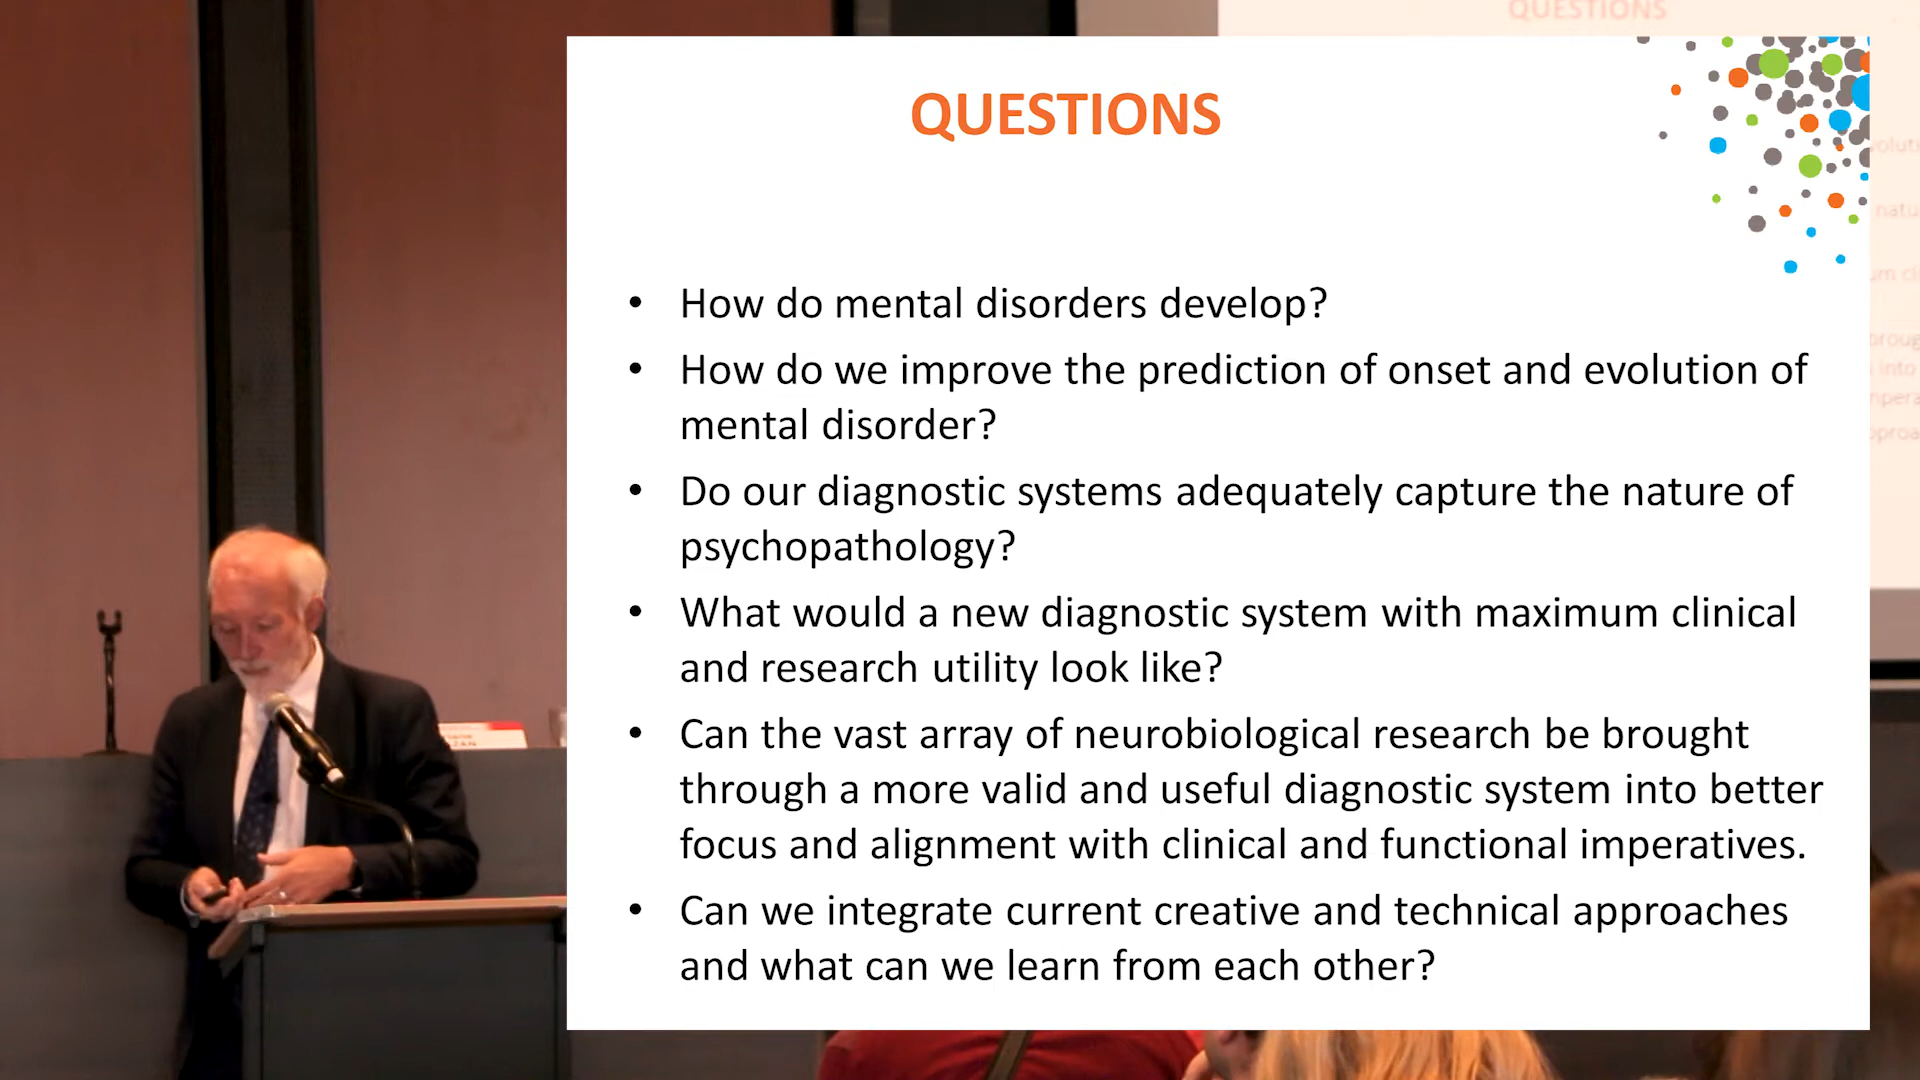 QUESTIONS
QUESTIONS
• How do mental disorders develop?
• How do we improve the prediction of onset and evolution of
mental disorder?
• Do our diagnostic systems adequately capture the nature of
psychopathology?
• What would a new diagnostic system with maximum clinical
and research utility look like?
• Can the vast array of neurobiological research be brought
through a more valid and useful diagnostic system into better
focus and alignment with clinical and functional imperatives.
• Can we integrate current creative and technical approaches
and what can we learn from each other?
natu
into